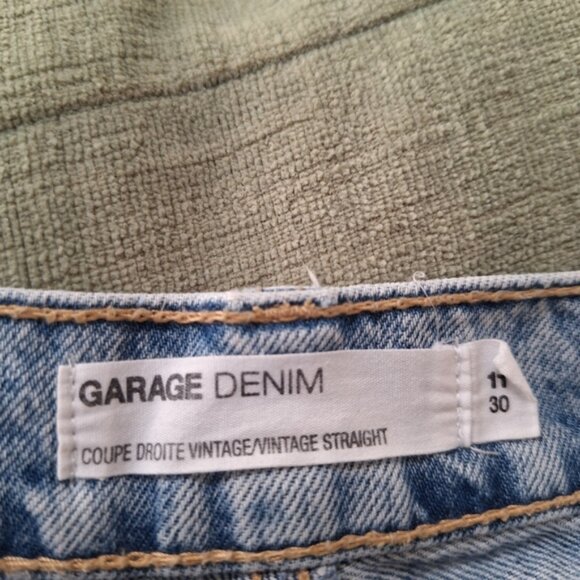 GARAGE DENIM
COUPE DROITE VINTAGE/VINTAGE STRAIGHT
11
30